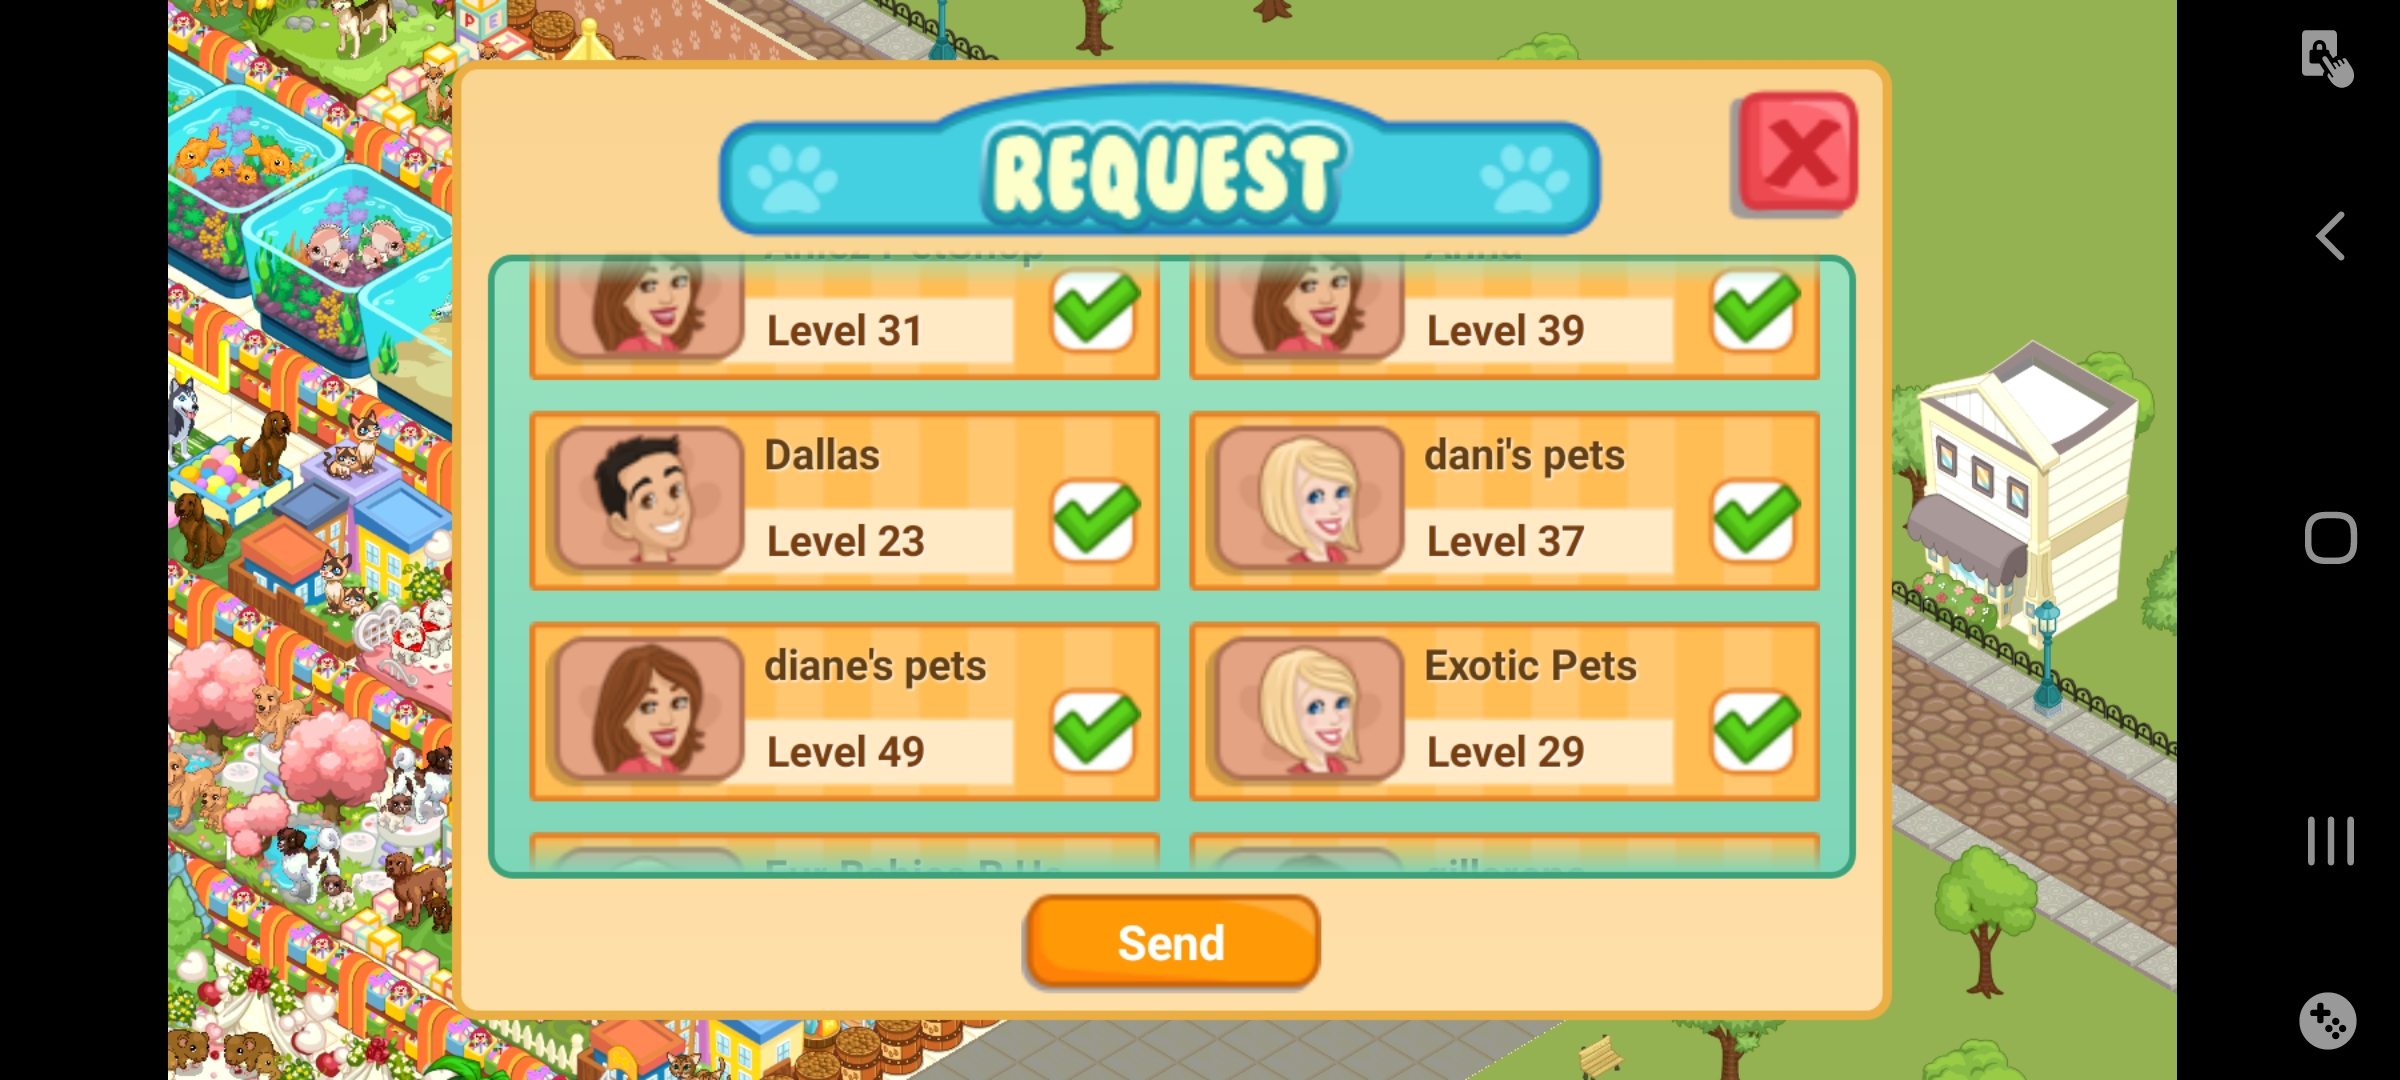 REQUEST
Level 31
Level 39
Dallas
dani's pets
Level 23
Level 37
diane's pets
Exotic Pets
Level 49
Level 29
Send